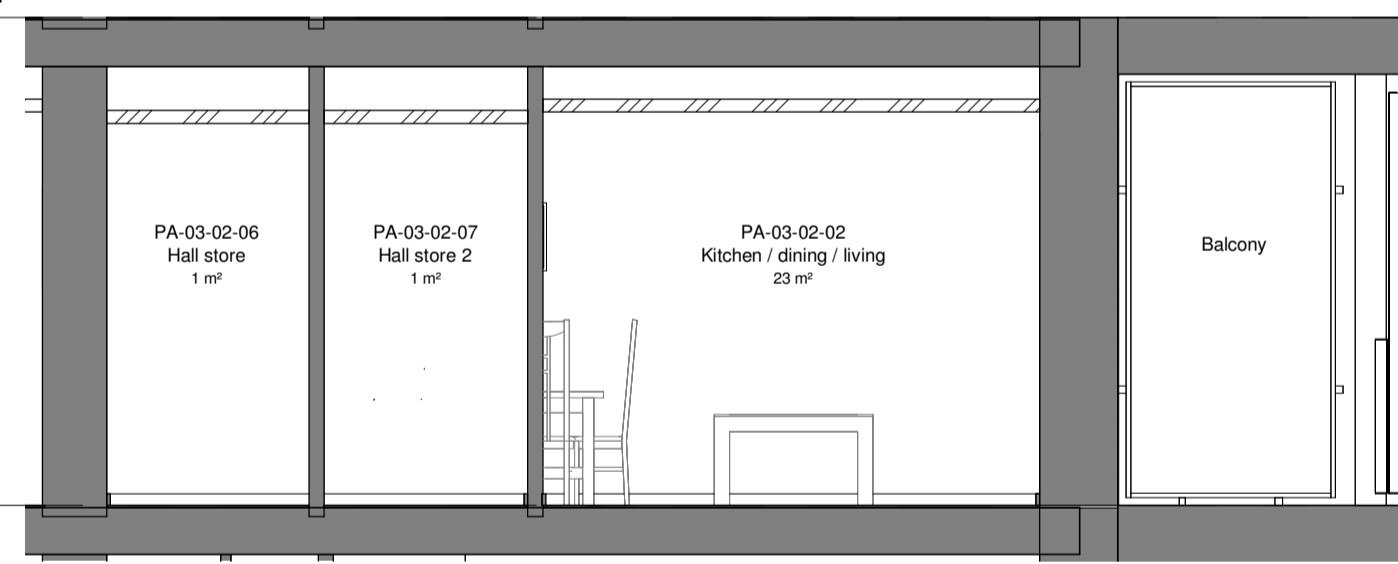 PA-03-02-06
Hall store
1 m²
PA-03-02-07
Hall store 2
1 m²
PA-03-02-02
Kitchen / dining / living
23 m²
Balcony